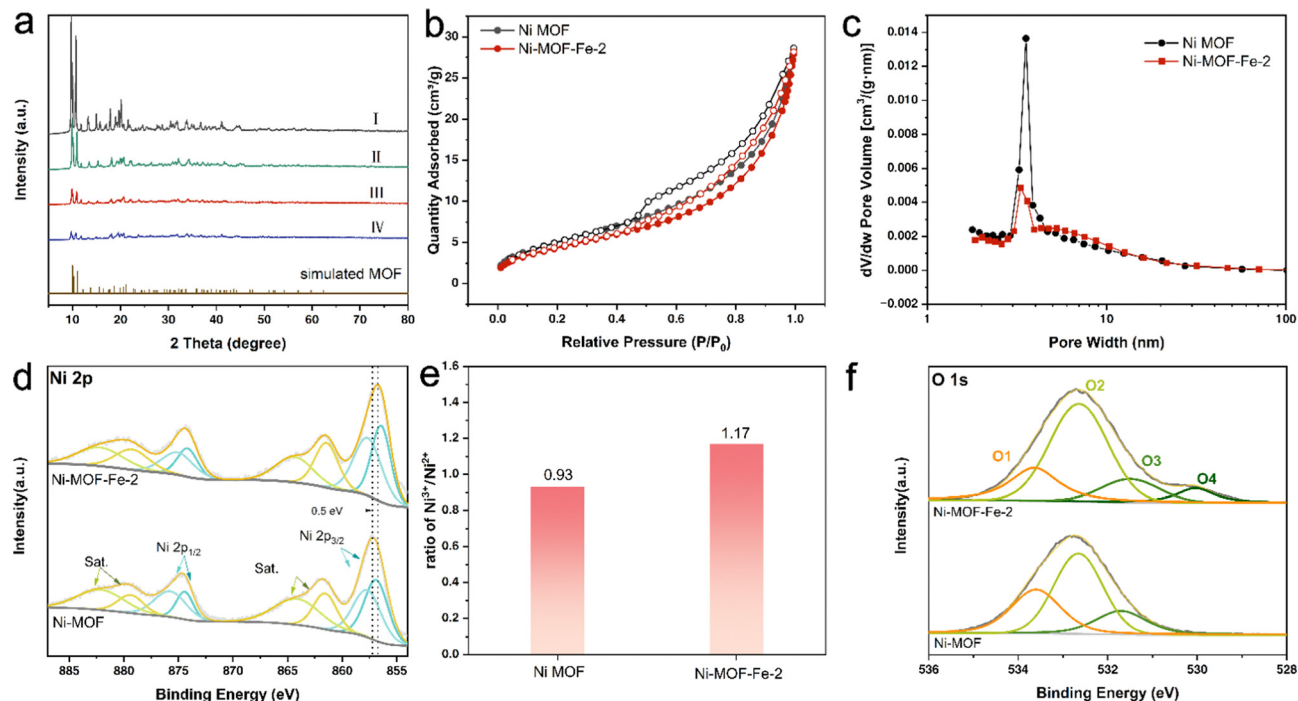 a
Intensity (a.u.)
I
II
III
IV
simulated MOF
10 20 30 40 50 60 70 80
2 Theta (degree)
b
Ni MOF
Ni-MOF-Fe-2
Quantity Adsorbed (cm³/g)
30
25
20
15
10
5
0
0.0 0.2 0.4 0.6 0.8 1.0
Relative Pressure (P/P₀)
c
Ni MOF
Ni-MOF-Fe-2
dV/dw Pore Volume [cm³/(g·nm)]
0.014
0.012
0.010
0.008
0.006
0.004
0.002
0.000
−0.002
1 10 100
Pore Width (nm)
d
Ni 2p
Intensity(a.u.)
Ni-MOF-Fe-2
0.5 eV
Ni 2p₁/₂
Ni 2p₃/₂
Sat.
Sat.
Ni-MOF
885 880 875 870 865 860 855
Binding Energy (eV)
e
ratio of Ni³⁺/Ni²⁺
1.6
1.4
1.2
1.0
0.8
0.6
0.4
0.2
0.0
0.93
1.17
Ni MOF
Ni-MOF-Fe-2
f
O 1s
Intensity(a.u.)
O2
O1
O3
O4
Ni-MOF-Fe-2
Ni-MOF
536 534 532 530 528
Binding Energy (eV)